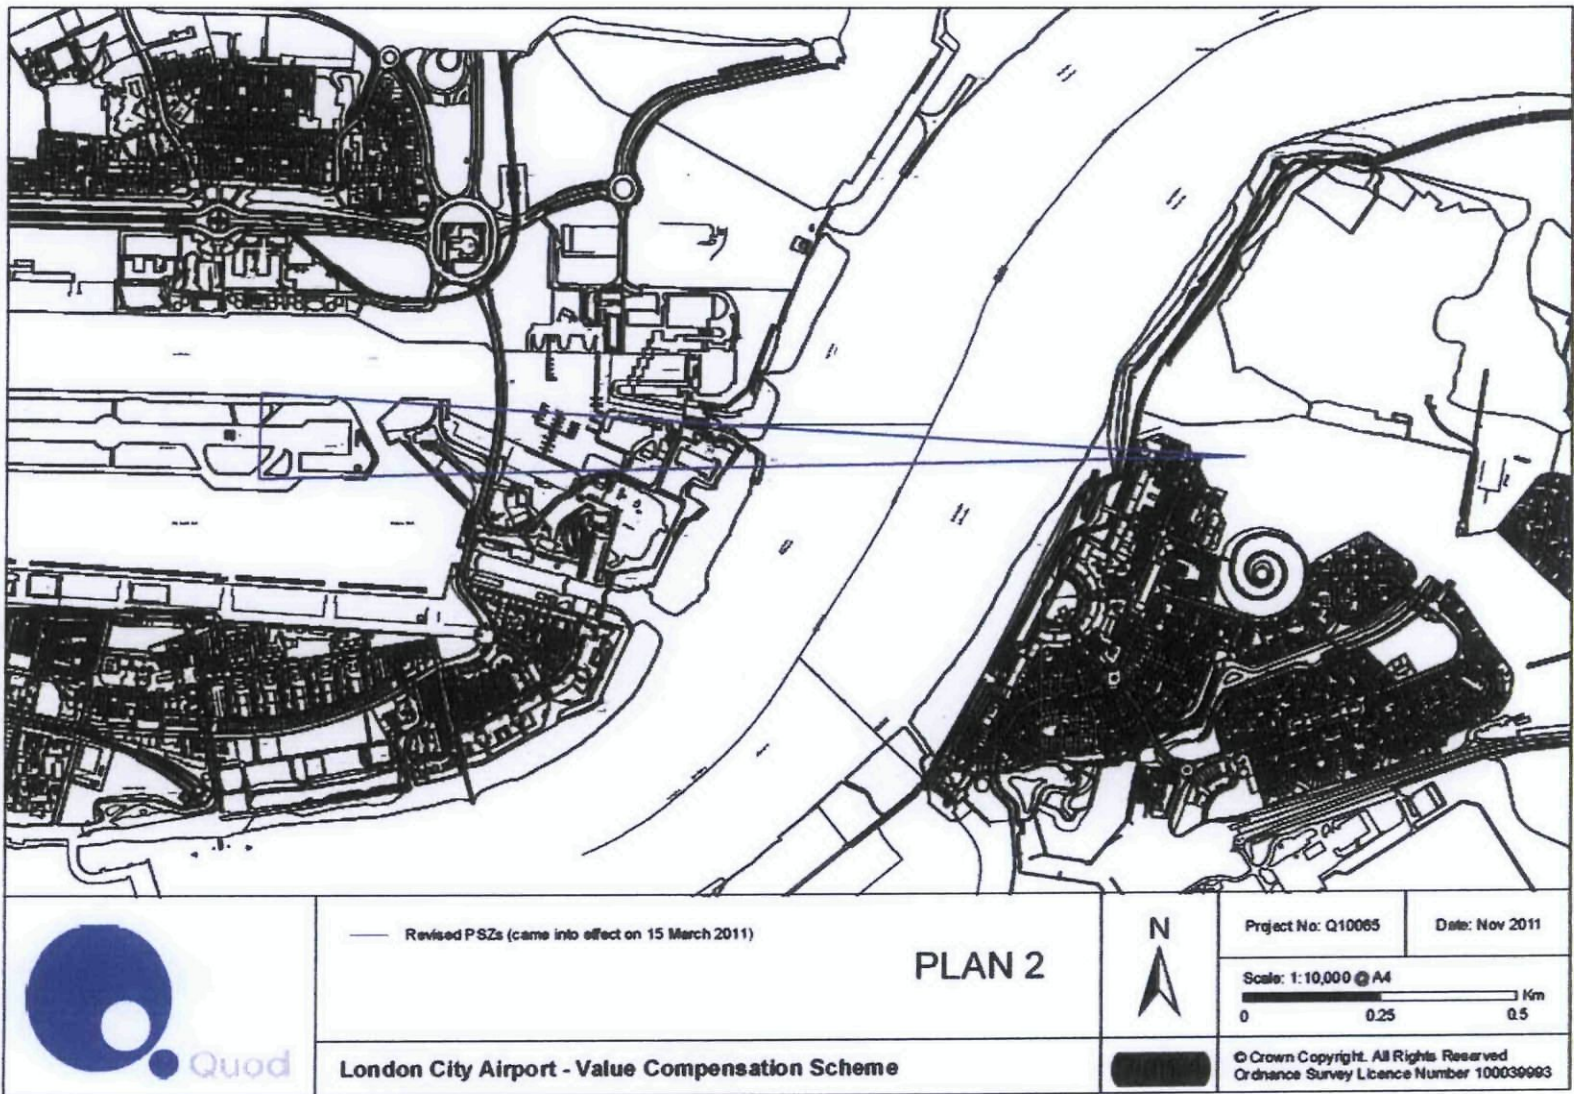 Revised PSZs (came into effect on 15 March 2011)
PLAN 2
N
Project No: Q10065
Date: Nov 2011
Scale: 1:10,000 @ A4
Km
0 0.25 0.5
Quod
London City Airport - Value Compensation Scheme
© Crown Copyright. All Rights Reserved
Ordnance Survey Licence Number 100039993